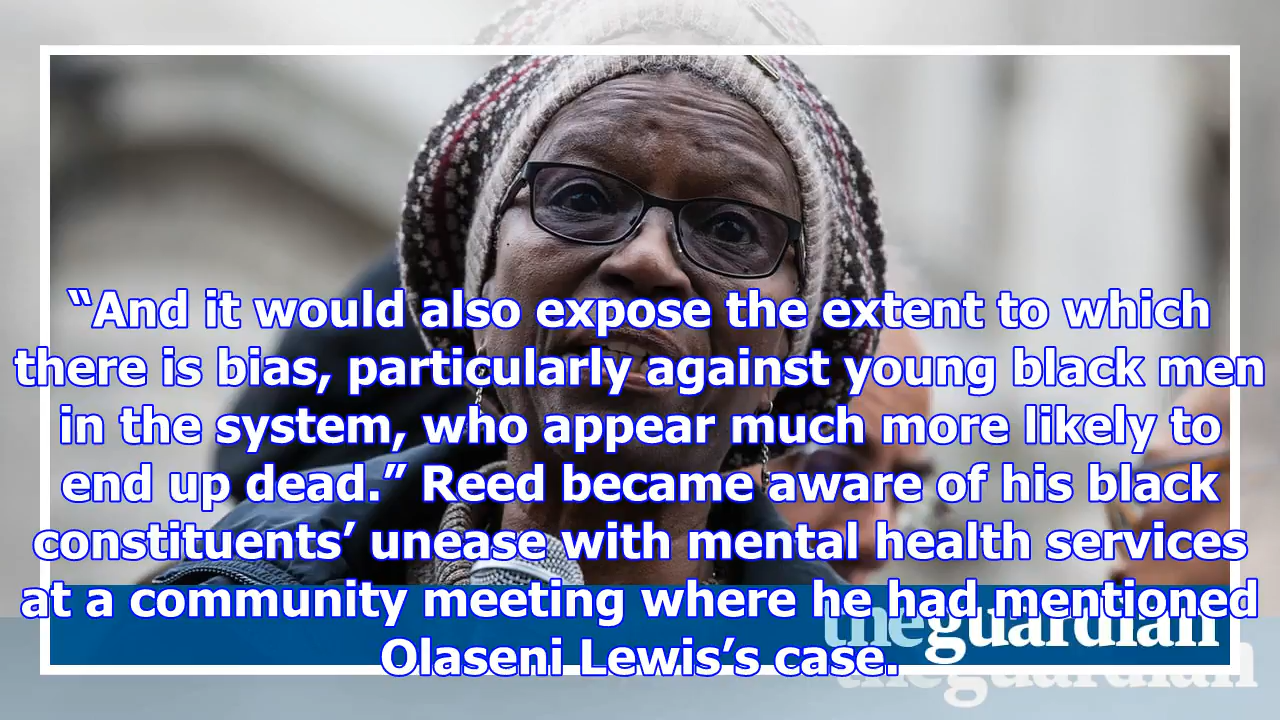 “And it would also expose the extent to which
there is bias, particularly against young black men
in the system, who appear much more likely to
end up dead.” Reed became aware of his black
constituents’ unease with mental health services
at a community meeting where he had mentioned
Olaseni Lewis’s case.
theguardian
theguardian